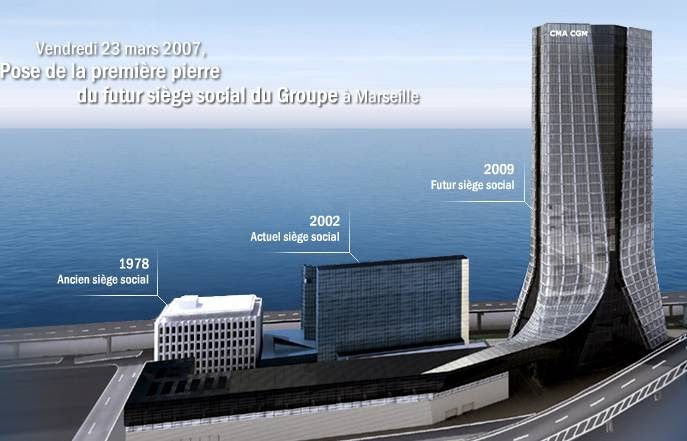 Vendredi 23 mars 2007,
Pose de la première pierre
du futur siège social du Groupe à Marseille
CMA CGM
2009
Futur siège social
2002
Actuel siège social
1978
Ancien siège social